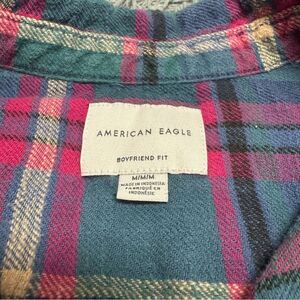 AMERICAN EAGLE
BOYFRIEND FIT
M/M/M
MADE IN INDONESIA
FABRIQUÉ EN
INDONÉSIE